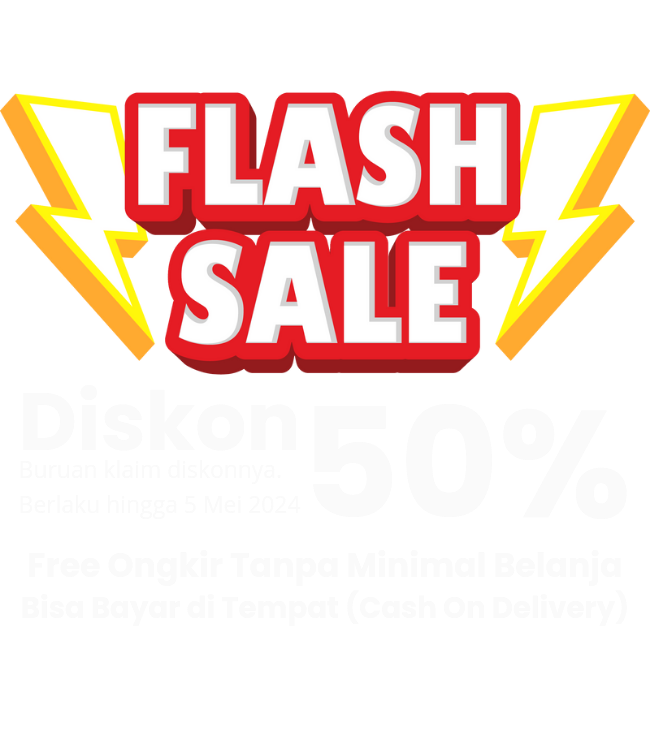 FLASH
SALE
Diskon 50%
Buruan klaim diskonnya.
Berlaku hingga 5 Mei 2024
Free Ongkir Tanpa Minimal Belanja
Bisa Bayar di Tempat (Cash On Delivery)